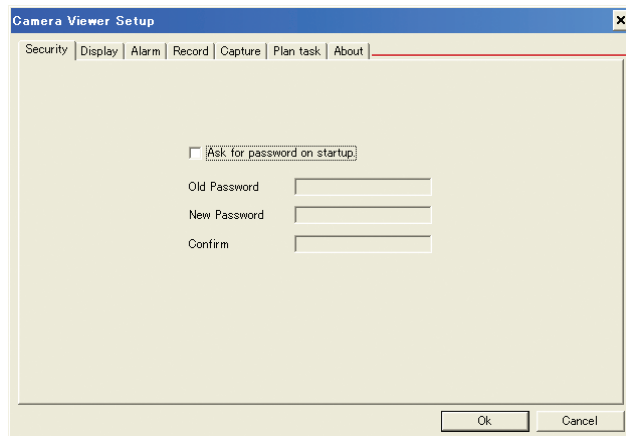 Camera Viewer Setup
Security Display Alarm Record Capture Plan task About
Ask for password on startup.
Old Password
New Password
Confirm
Ok Cancel